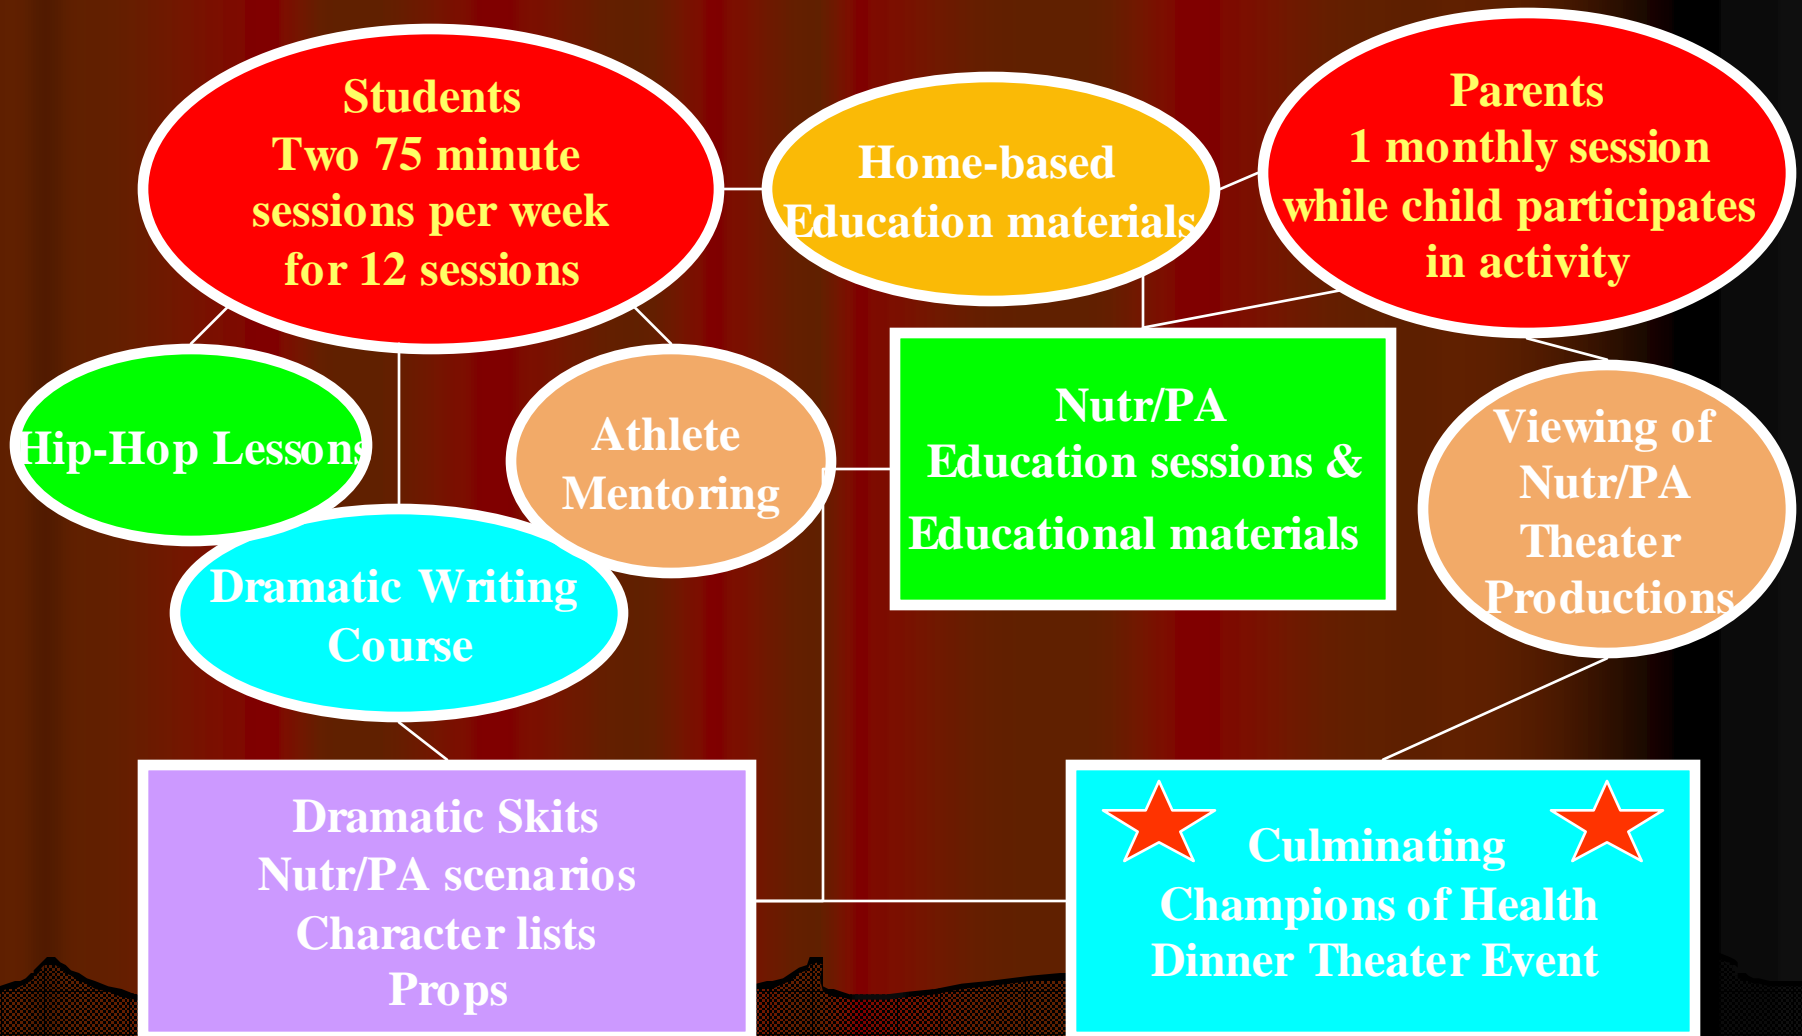 Students
Two 75 minute
sessions per week
for 12 sessions
Home-based
Education materials
Parents
1 monthly session
while child participates
in activity
Hip-Hop Lessons
Athlete
Mentoring
Nutr/PA
Education sessions &
Educational materials
Viewing of
Nutr/PA
Theater
Productions
Dramatic Writing
Course
Dramatic Skits
Nutr/PA scenarios
Character lists
Props
Culminating
Champions of Health
Dinner Theater Event